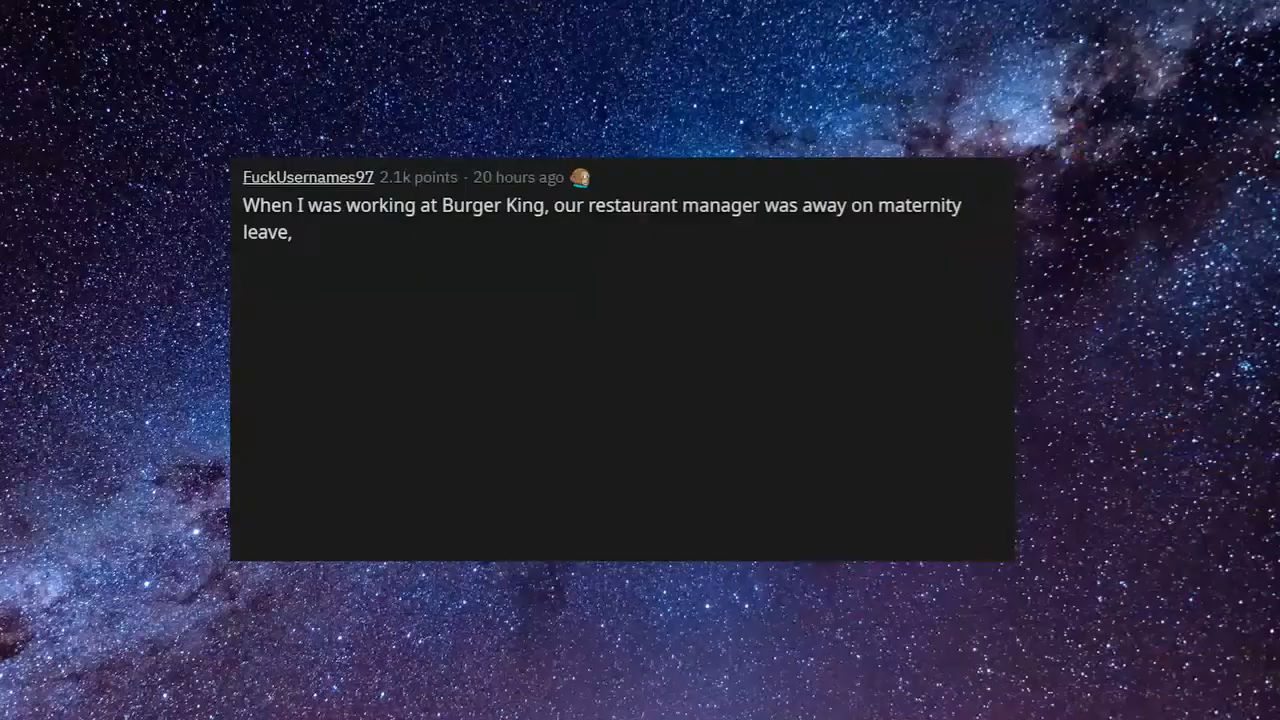 FuckUsernames97 2.1k points · 20 hours ago
When I was working at Burger King, our restaurant manager was away on maternity
leave,